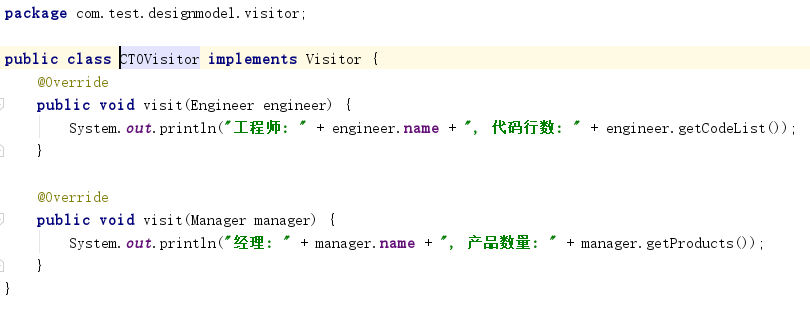 package com.test.designmodel.visitor;
public class CTOVisitor implements Visitor {
@Override
public void visit(Engineer engineer) {
System.out.println("工程师: " + engineer.name + ", 代码行数: " + engineer.getCodeList());
}
@Override
public void visit(Manager manager) {
System.out.println("经理: " + manager.name + ", 产品数量: " + manager.getProducts());
}
}